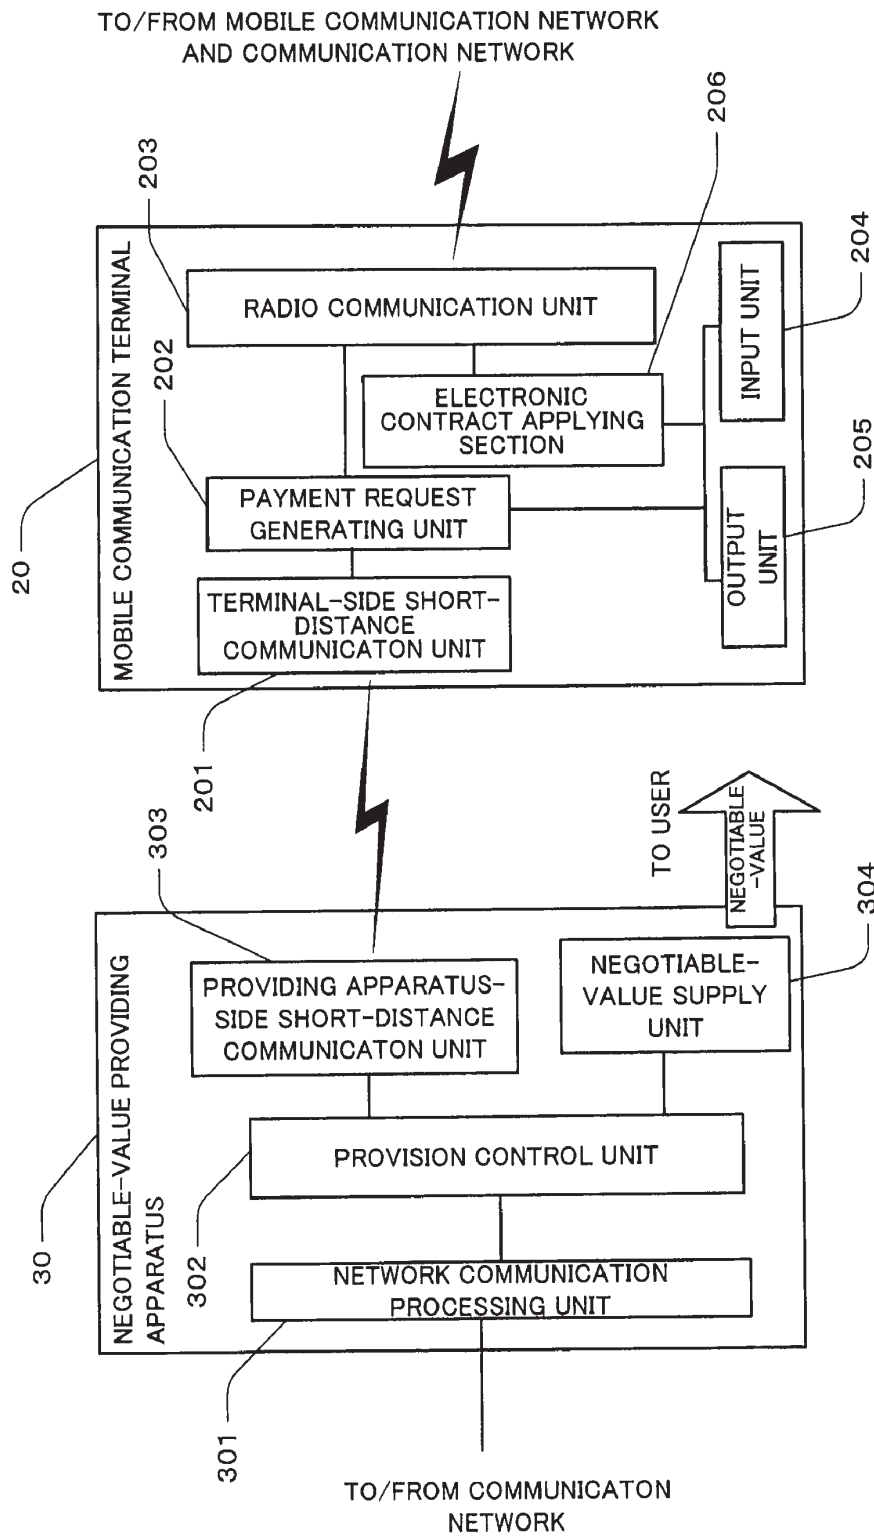 TO/FROM MOBILE COMMUNICATION NETWORK
AND COMMUNICATION NETWORK
203
206
MOBILE COMMUNICATION TERMINAL
20
RADIO COMMUNICATION UNIT
202
ELECTRONIC
CONTRACT APPLYING
SECTION
INPUT UNIT
204
PAYMENT REQUEST
GENERATING UNIT
OUTPUT
UNIT
205
TERMINAL-SIDE SHORT-
DISTANCE
COMMUNICATON UNIT
201
303
TO USER
NEGOTIABLE
-VALUE
304
NEGOTIABLE-VALUE PROVIDING
APPARATUS
30
PROVIDING APPARATUS-
SIDE SHORT-DISTANCE
COMMUNICATON UNIT
NEGOTIABLE-
VALUE SUPPLY
UNIT
PROVISION CONTROL UNIT
302
NETWORK COMMUNICATION
PROCESSING UNIT
301
TO/FROM COMMUNICATON
NETWORK